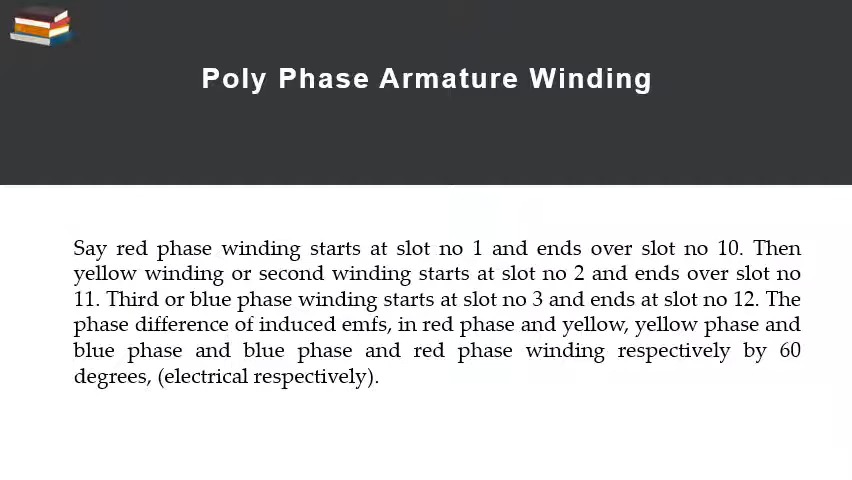 Poly Phase Armature Winding
Say red phase winding starts at slot no 1 and ends over slot no 10. Then
yellow winding or second winding starts at slot no 2 and ends over slot no
11. Third or blue phase winding starts at slot no 3 and ends at slot no 12. The
phase difference of induced emfs, in red phase and yellow, yellow phase and
blue phase and blue phase and red phase winding respectively by 60
degrees, (electrical respectively).